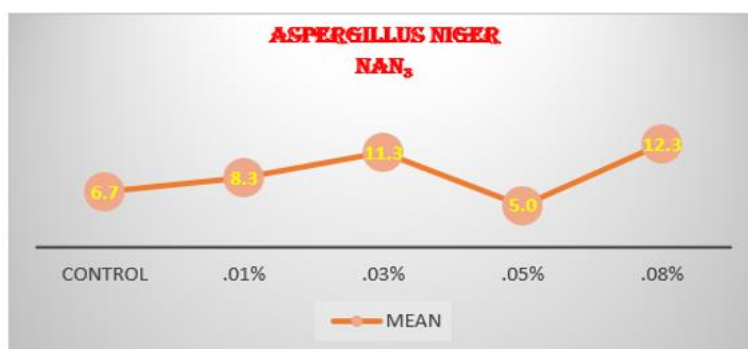 ASPERGILLUS NIGER
NAN₃
6.7
8.3
11.3
5.0
12.3
CONTROL .01% .03% .05% .08%
MEAN